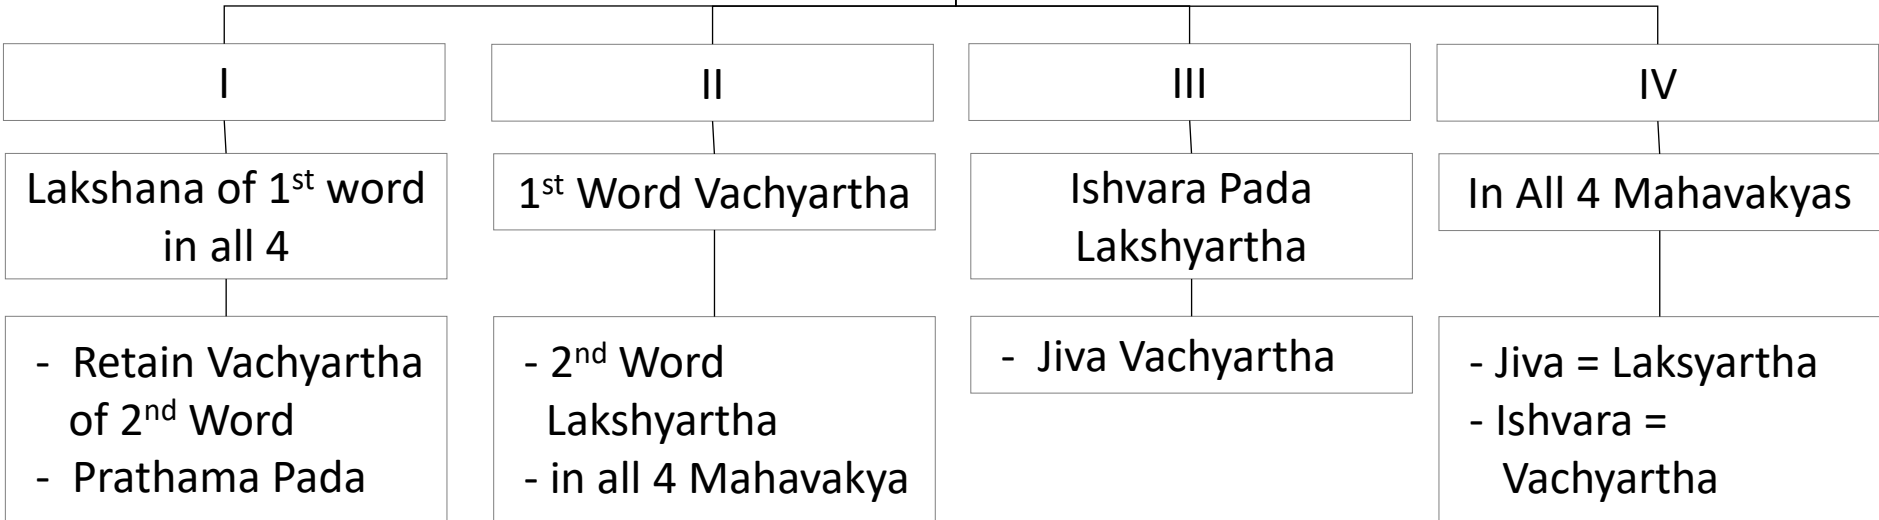 I
Lakshana of 1st word
in all 4
- Retain Vachyartha
of 2nd Word
- Prathama Pada
II
1st Word Vachyartha
- 2nd Word
Lakshyartha
- in all 4 Mahavakya
III
Ishvara Pada
Lakshyartha
- Jiva Vachyartha
IV
In All 4 Mahavakyas
- Jiva = Laksyartha
- Ishvara =
Vachyartha